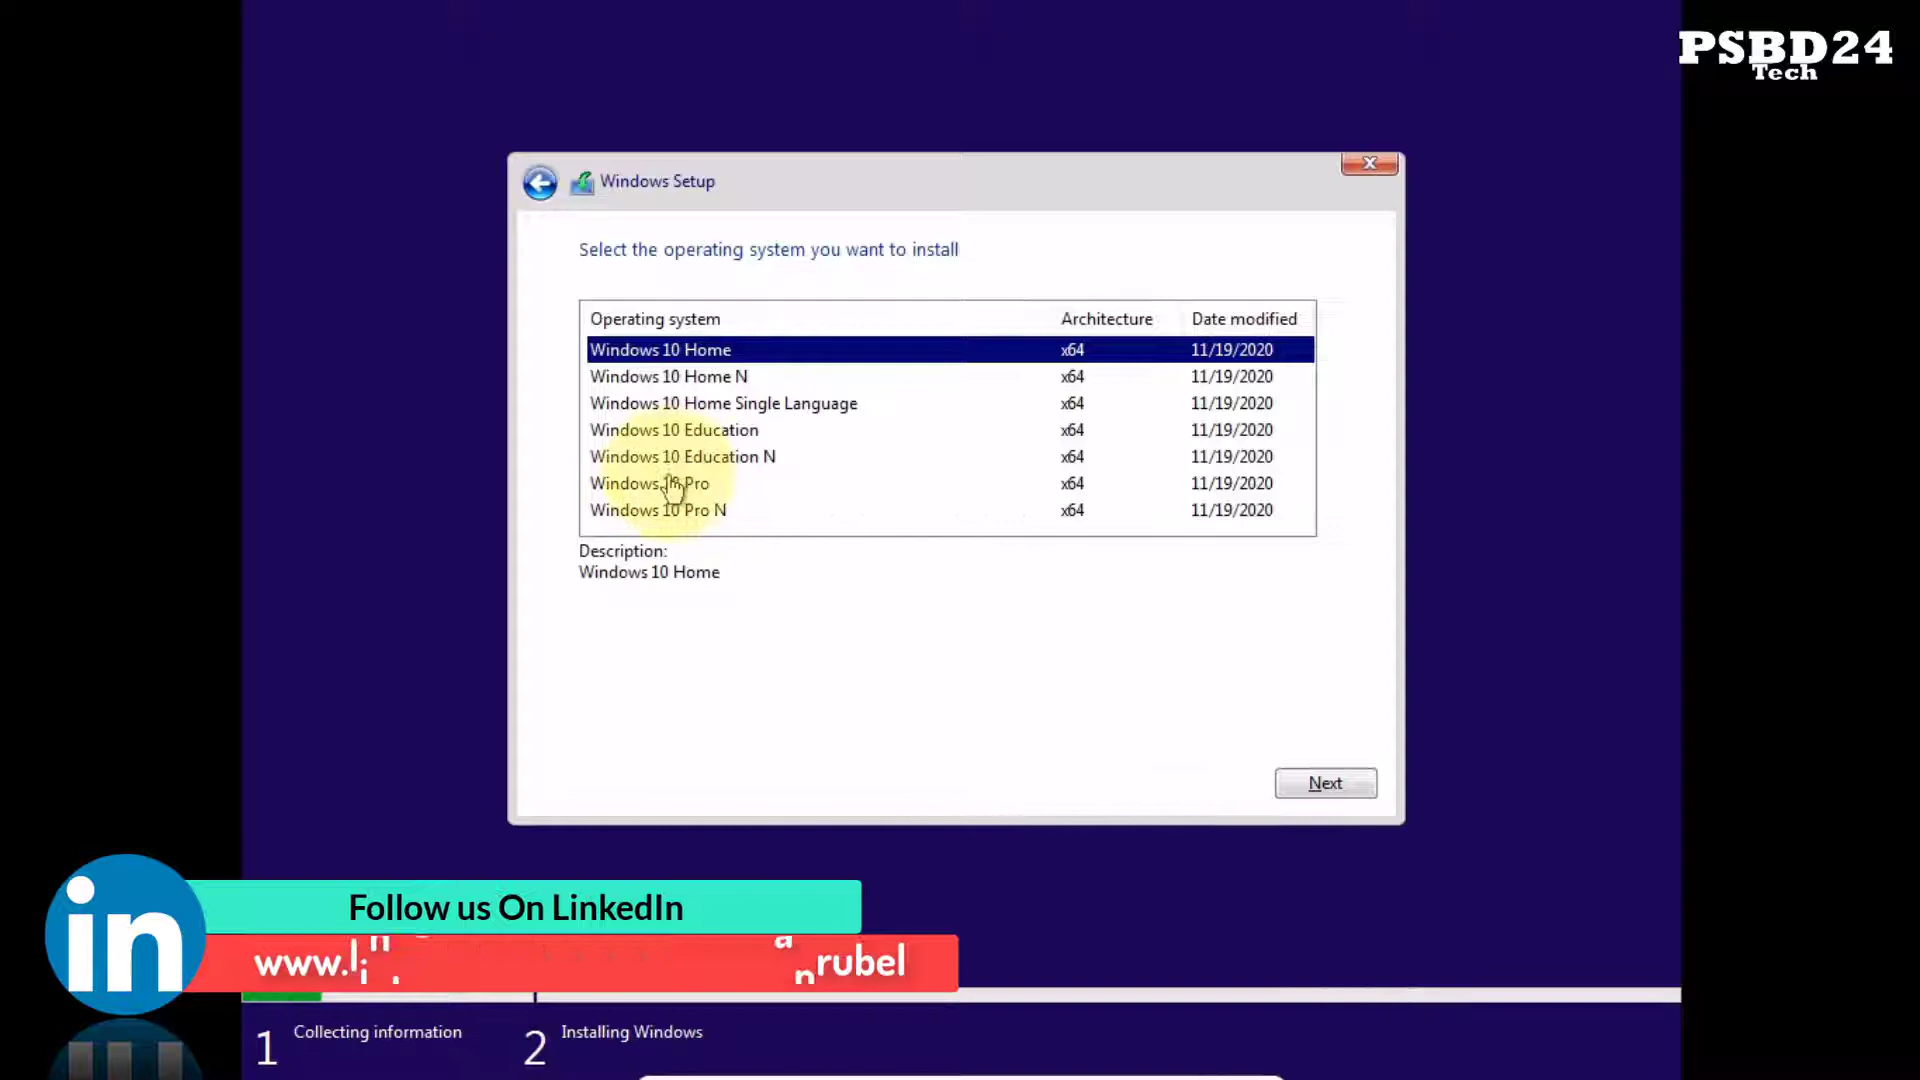 PSBD24
Tech
Windows Setup
Select the operating system you want to install
Operating system Architecture Date modified
Windows 10 Home x64 11/19/2020
Windows 10 Home N x64 11/19/2020
Windows 10 Home Single Language x64 11/19/2020
Windows 10 Education x64 11/19/2020
Windows 10 Education N x64 11/19/2020
Windows 10 Pro x64 11/19/2020
Windows 10 Pro N x64 11/19/2020
Description:
Windows 10 Home
Next
in
Follow us On LinkedIn
1 Collecting information 2 Installing Windows